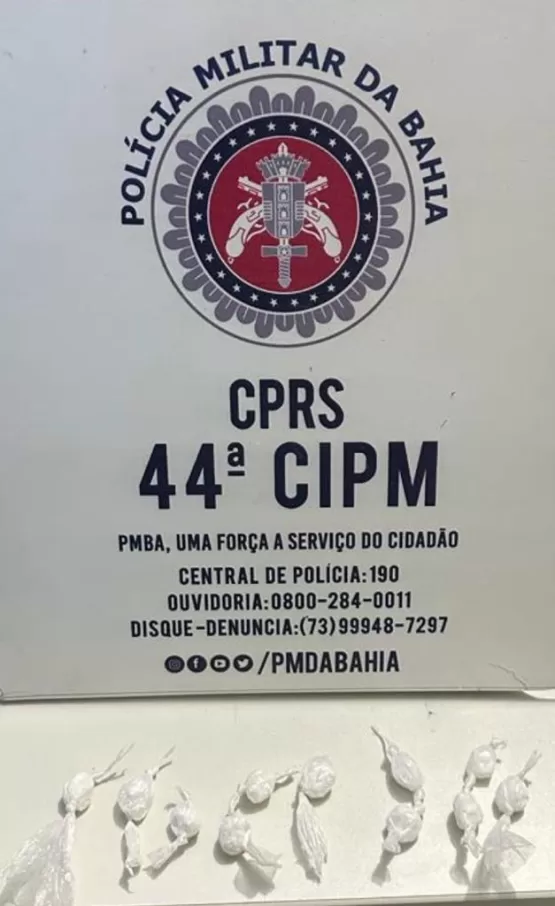 POLÍCIA MILITAR DA BAHIA
CPRS
44ª CIPM
PMBA, UMA FORÇA A SERVIÇO DO CIDADÃO
CENTRAL DE POLÍCIA:190
OUVIDORIA:0800-284-0011
DISQUE-DENUNCIA:(73)99948-7297
/PMDABAHIA